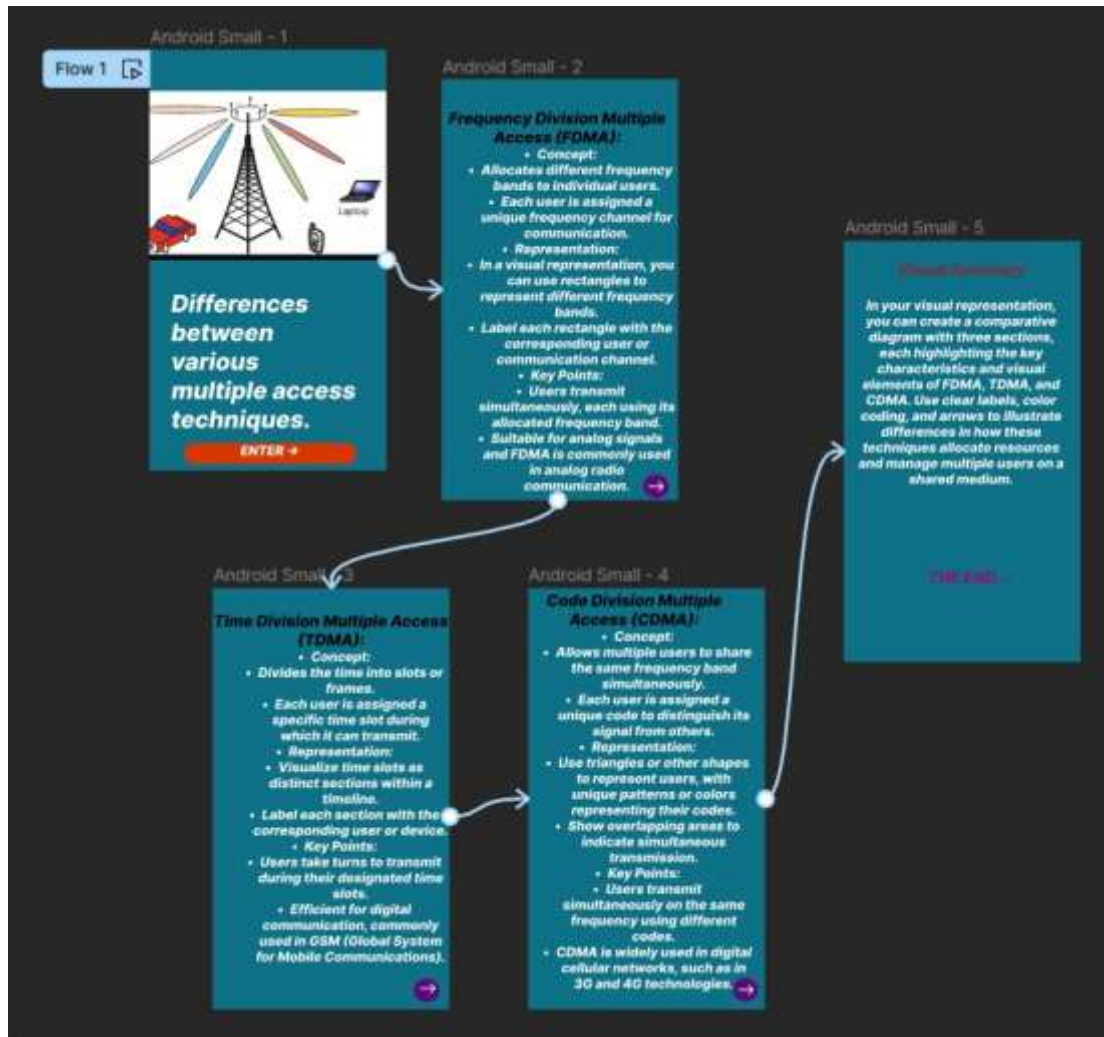 Flow 1
Android Small - 1
Laptop
Differences
between
various
multiple access
techniques.
ENTER →
Android Small - 2
Frequency Division Multiple
Access (FDMA):
• Concept:
• Allocates different frequency
bands to individual users.
• Each user is assigned a
unique frequency channel for
communication.
• Representation:
• In a visual representation, you
can use rectangles to
represent different frequency
bands.
• Label each rectangle with the
corresponding user or
communication channel.
• Key Points:
• Users transmit
simultaneously, each using its
allocated frequency band.
• Suitable for analog signals
and FDMA is commonly used
in analog radio
communication.
→
Android Small - 3
Time Division Multiple Access
(TDMA):
• Concept:
• Divides the time into slots or
frames.
• Each user is assigned a
specific time slot during
which it can transmit.
• Representation:
• Visualize time slots as
distinct sections within a
timeline.
• Label each section with the
corresponding user or device.
• Key Points:
• Users take turns to transmit
during their designated time
slots.
• Efficient for digital
communication, commonly
used in GSM (Global System
for Mobile Communications).
→
Android Small - 4
Code Division Multiple
Access (CDMA):
• Concept:
• Allows multiple users to share
the same frequency band
simultaneously.
• Each user is assigned a
unique code to distinguish its
signal from others.
• Representation:
• Use triangles or other shapes
to represent users, with
unique patterns or colors
representing their codes.
• Show overlapping areas to
indicate simultaneous
transmission.
• Key Points:
• Users transmit
simultaneously on the same
frequency using different
codes.
• CDMA is widely used in digital
cellular networks, such as in
3G and 4G technologies.
→
Android Small - 5
Visual Summary
In your visual representation,
you can create a comparative
diagram with three sections,
each highlighting the key
characteristics and visual
elements of FDMA, TDMA, and
CDMA. Use clear labels, color
coding, and arrows to illustrate
differences in how these
techniques allocate resources
and manage multiple users on a
shared medium.
THE END..